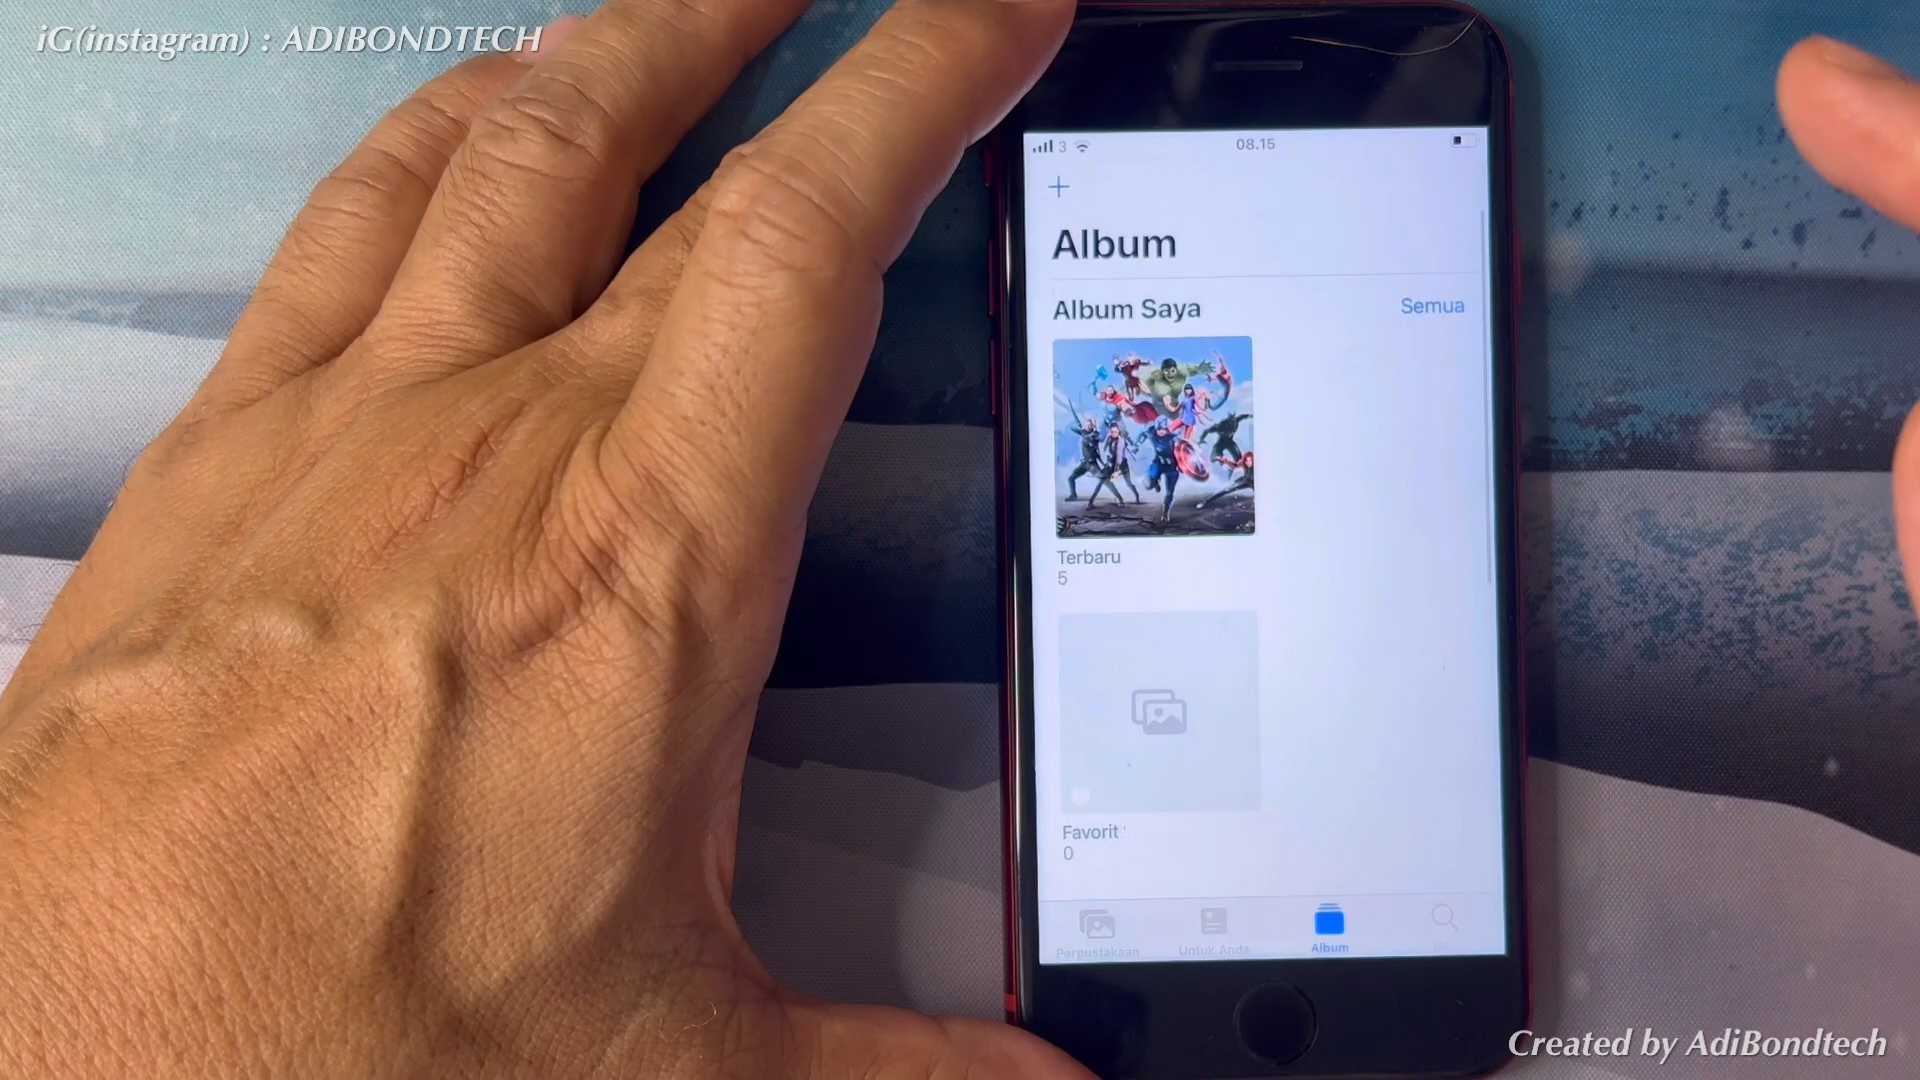 iG(instagram) : ADIBONDTECH
3
08.15
+
Album
Album Saya
Semua
Terbaru
5
Favorit
0
Perpustakaan
Untuk Anda
Album
Created by AdiBondtech